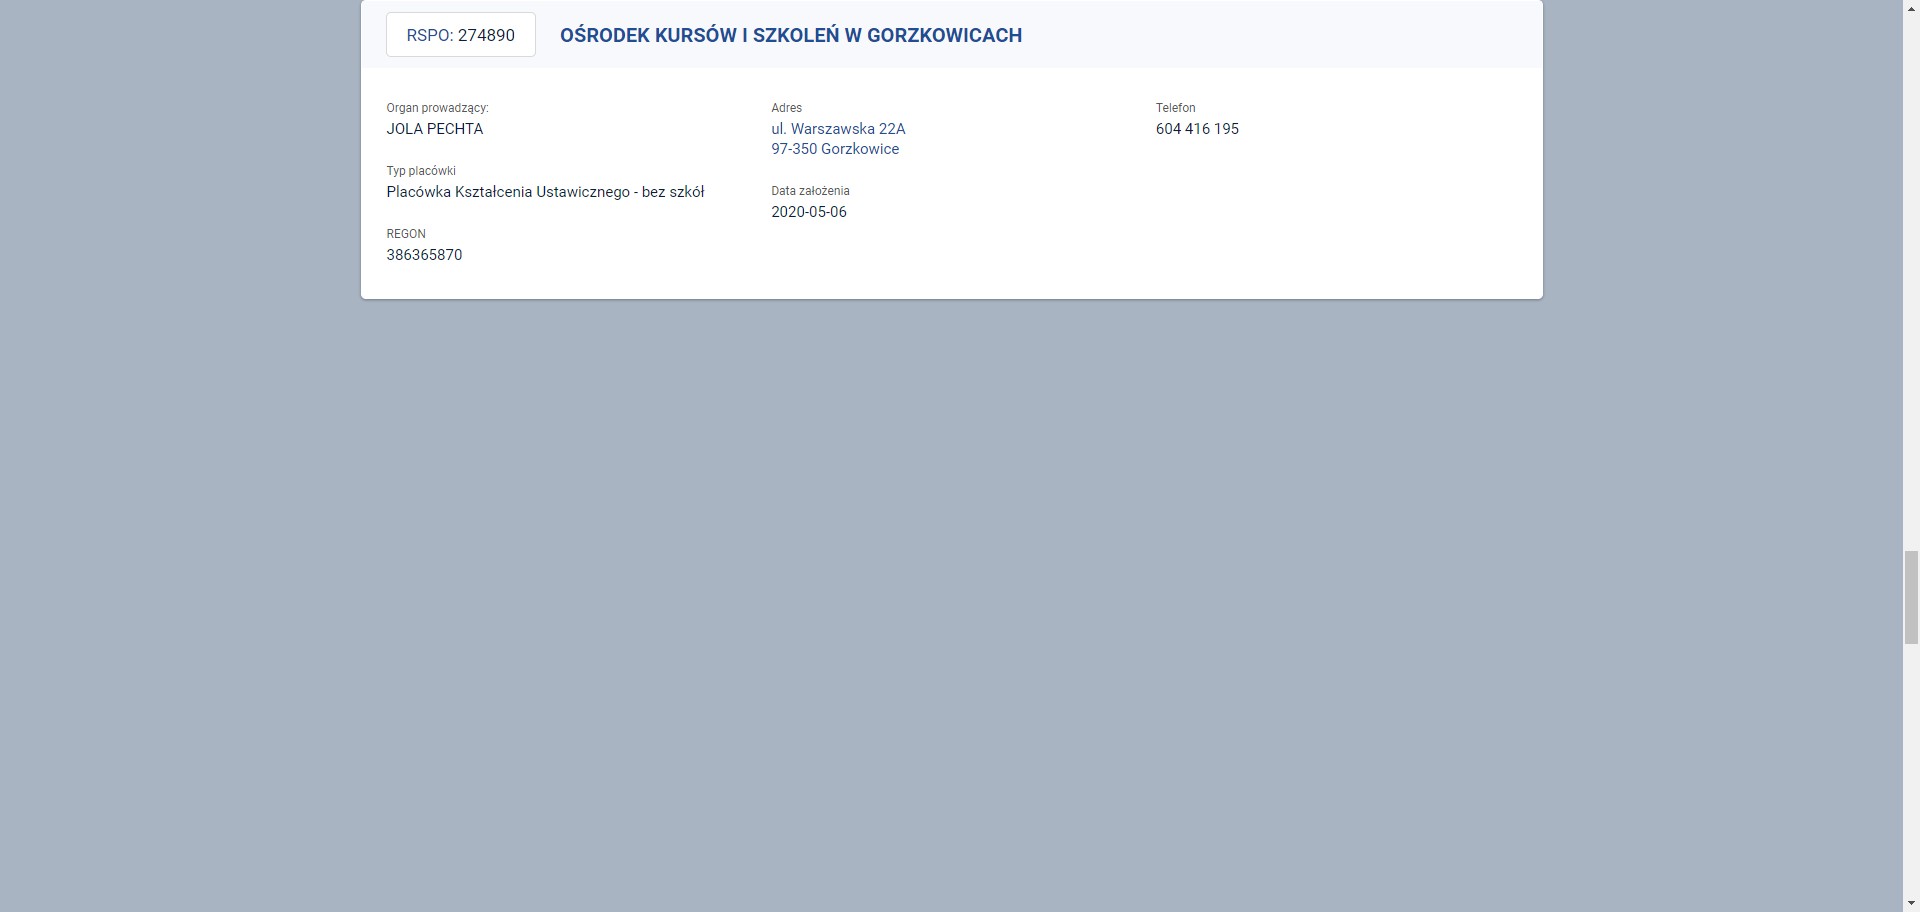 RSPO: 274890
OŚRODEK KURSÓW I SZKOLEŃ W GORZKOWICACH
Organ prowadzący:
JOLA PECHTA
Typ placówki
Placówka Kształcenia Ustawicznego - bez szkół
REGON
386365870
Adres
ul. Warszawska 22A
97-350 Gorzkowice
Data założenia
2020-05-06
Telefon
604 416 195